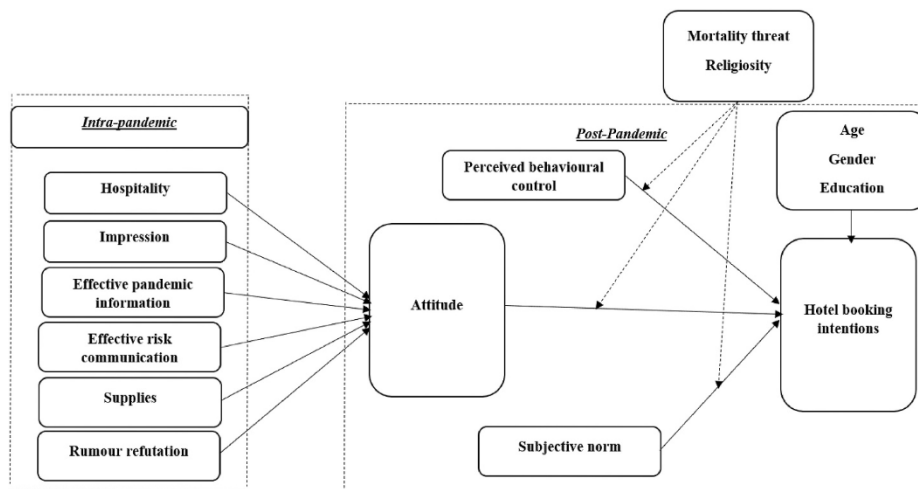 Mortality threat
Religiosity
Intra-pandemic
Post-Pandemic
Age
Gender
Education
Perceived behavioural
control
Hospitality
Impression
Effective pandemic
information
Effective risk
communication
Supplies
Rumour refutation
Attitude
Hotel booking
intentions
Subjective norm